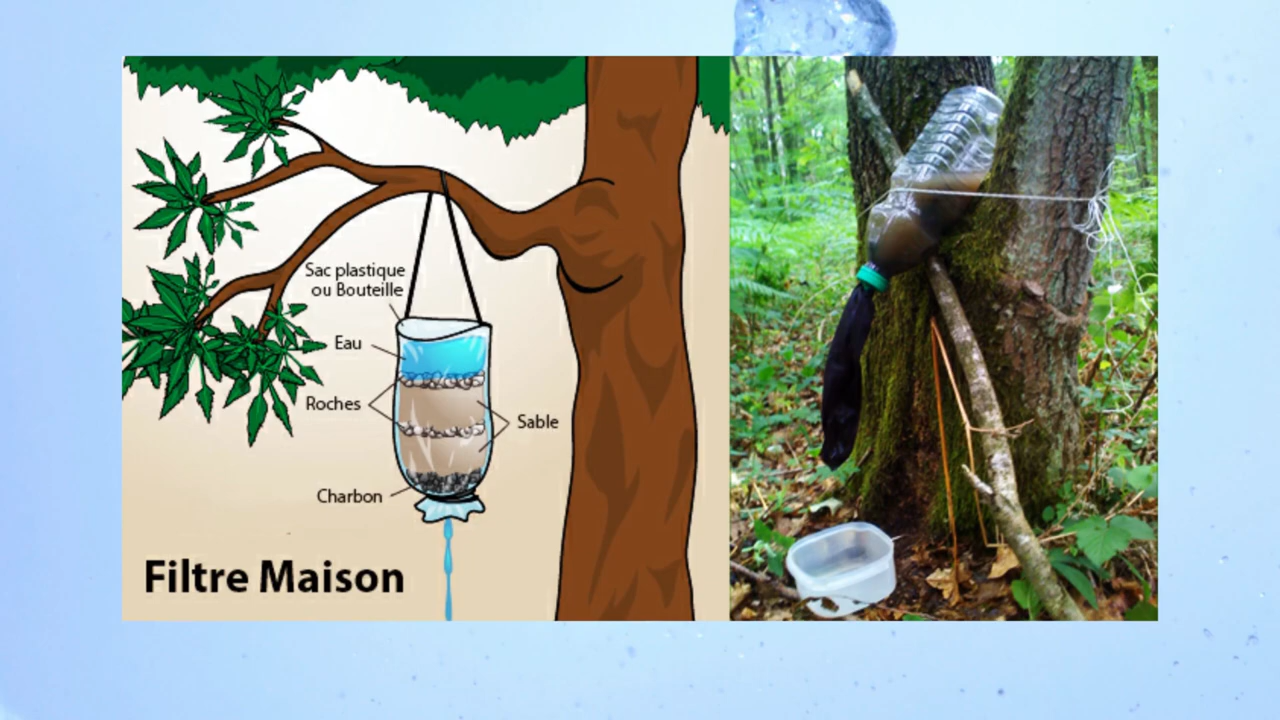 Sac plastique
ou Bouteille
Eau
Roches
Sable
Charbon
Filtre Maison